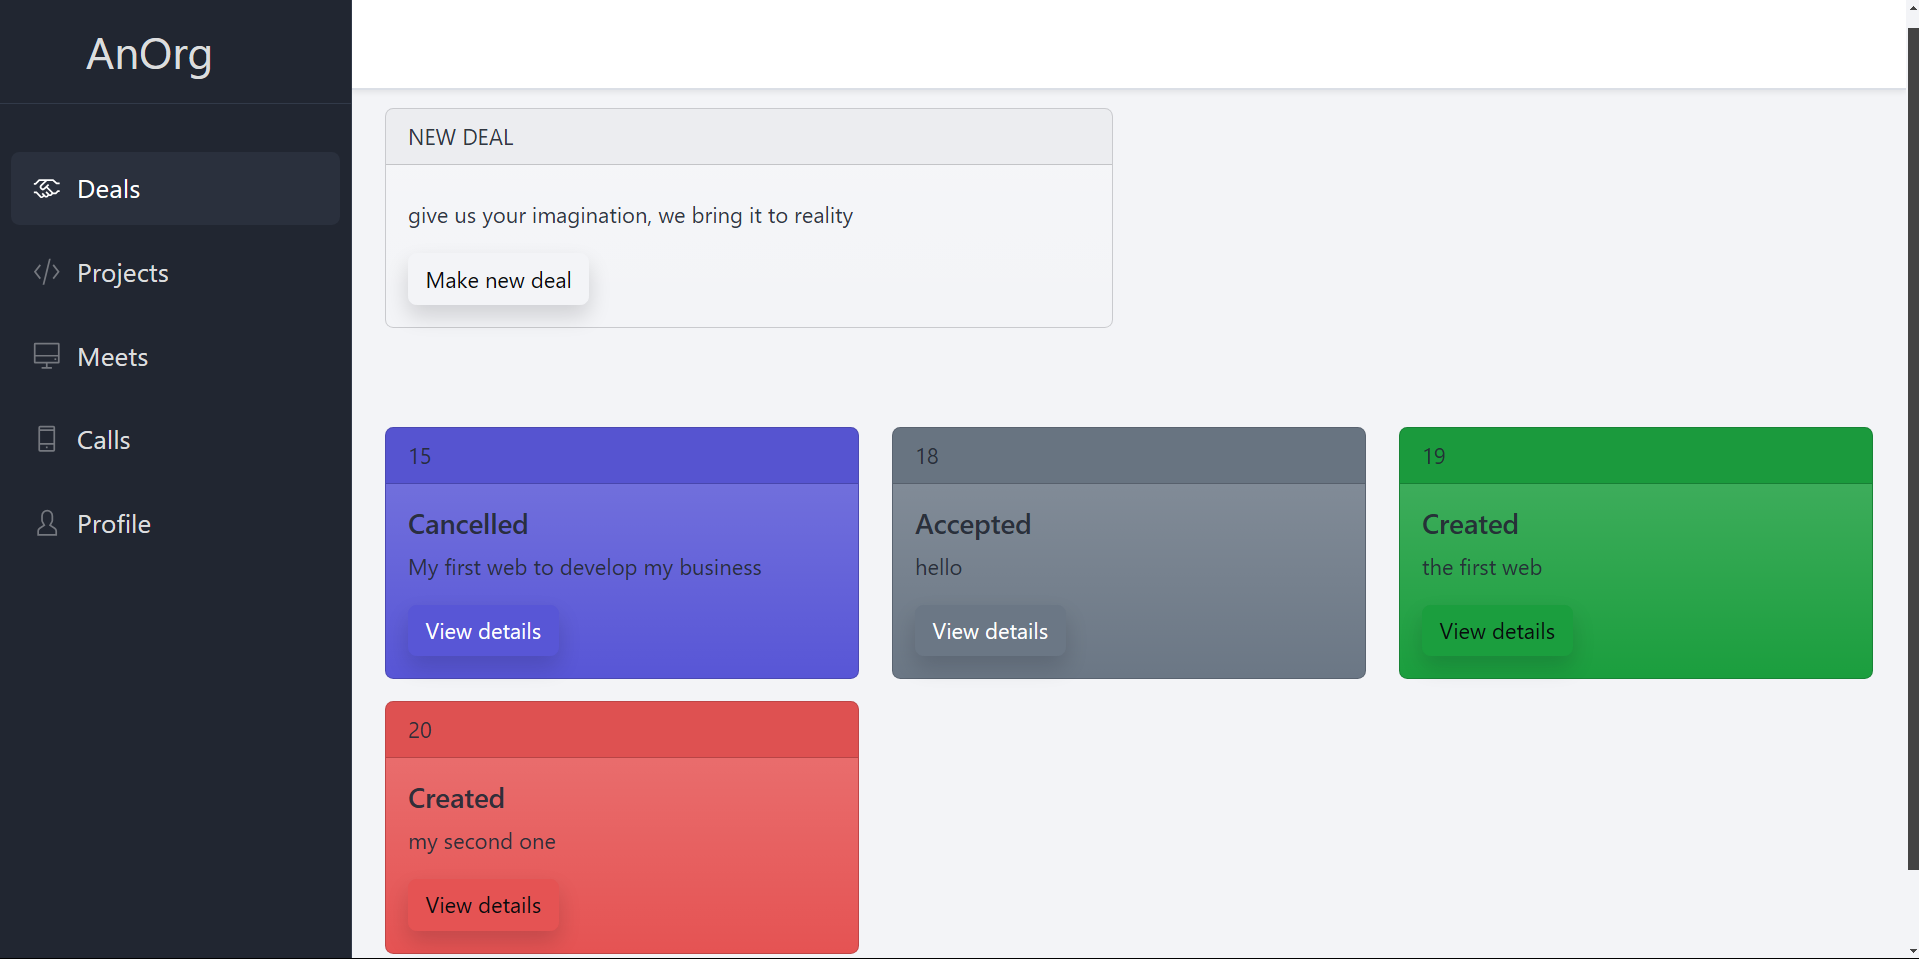 AnOrg
Deals
Projects
Meets
Calls
Profile
NEW DEAL
give us your imagination, we bring it to reality
Make new deal
15
Cancelled
My first web to develop my business
View details
18
Accepted
hello
View details
19
Created
the first web
View details
20
Created
my second one
View details